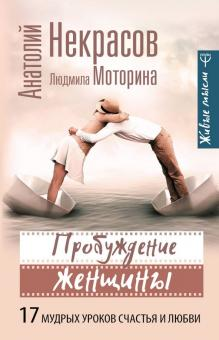 Анатолий
Некрасов
Людмила Моторина
Живые мысли
Пробуждение
женщины
17 МУДРЫХ УРОКОВ СЧАСТЬЯ И ЛЮБВИ